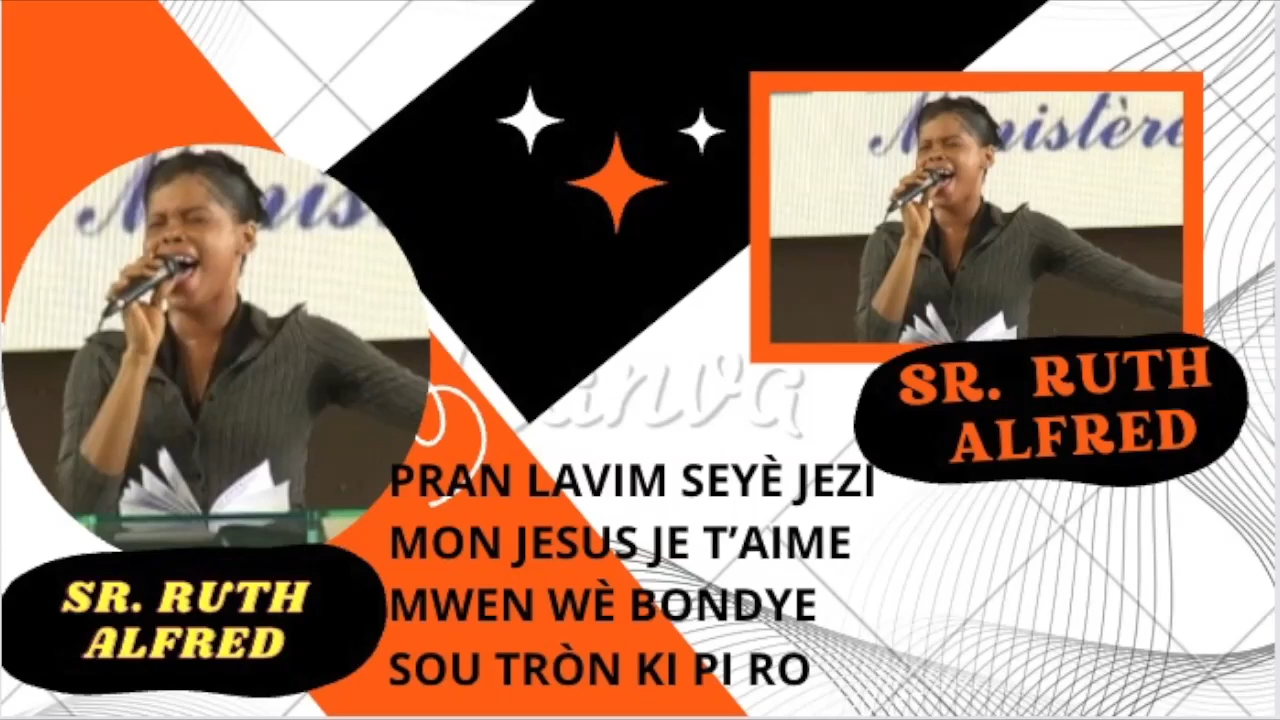 Ministère
SR. RUTH
ALFRED
PRAN LAVIM SEYÈ JEZI
MON JESUS JE T’AIME
MWEN WÈ BONDYE
SOU TRÒN KI PI RO
SR. RUTH
ALFRED